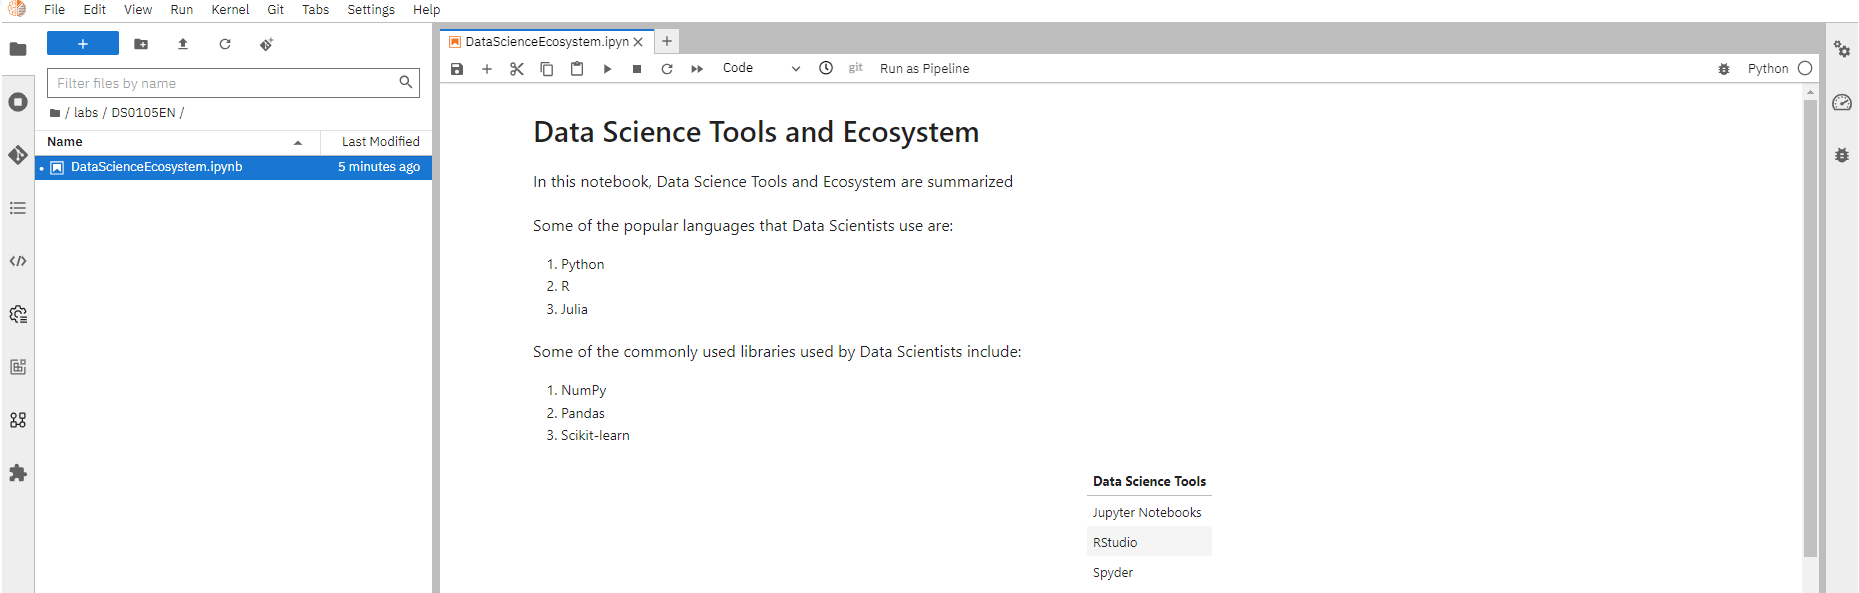 File Edit View Run Kernel Git Tabs Settings Help
Filter files by name
/ labs / DS0105EN /
Name Last Modified
DataScienceEcosystem.ipynb 5 minutes ago
DataScienceEcosystem.ipyn
Code git Run as Pipeline Python
Data Science Tools and Ecosystem
In this notebook, Data Science Tools and Ecosystem are summarized
Some of the popular languages that Data Scientists use are:
1. Python
2. R
3. Julia
Some of the commonly used libraries used by Data Scientists include:
1. NumPy
2. Pandas
3. Scikit-learn
Data Science Tools
Jupyter Notebooks
RStudio
Spyder